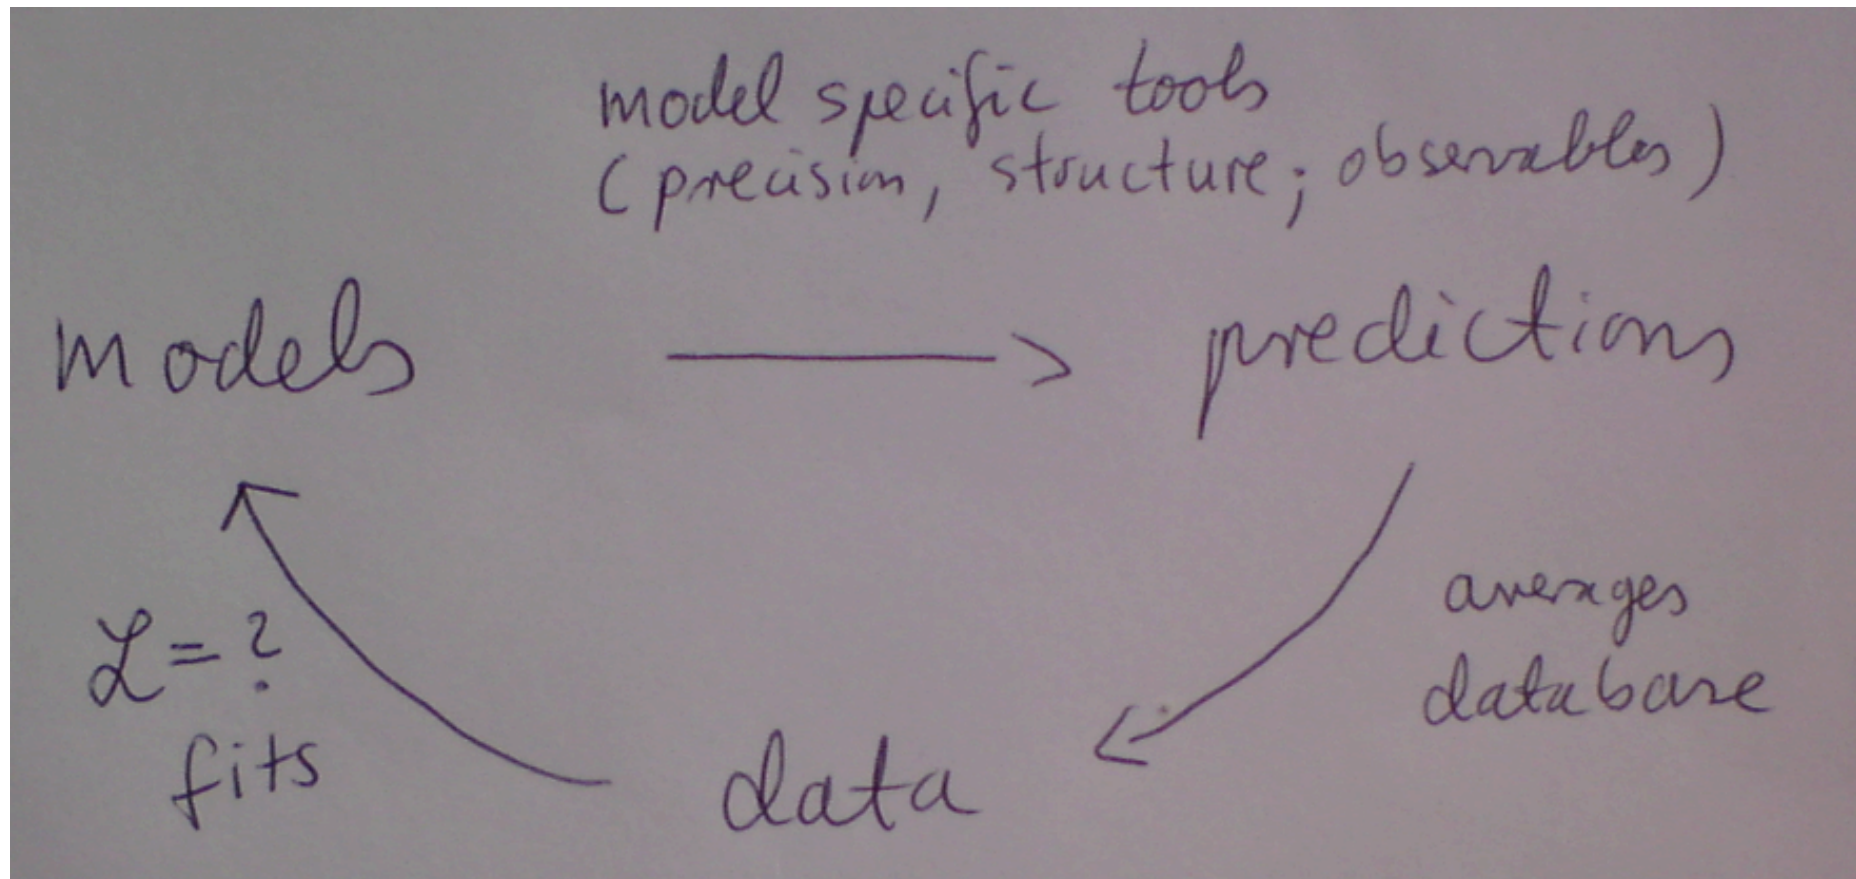 model specific tools
(precision, structure; observables)
models
predictions
averages
database
ℒ=?
fits
data